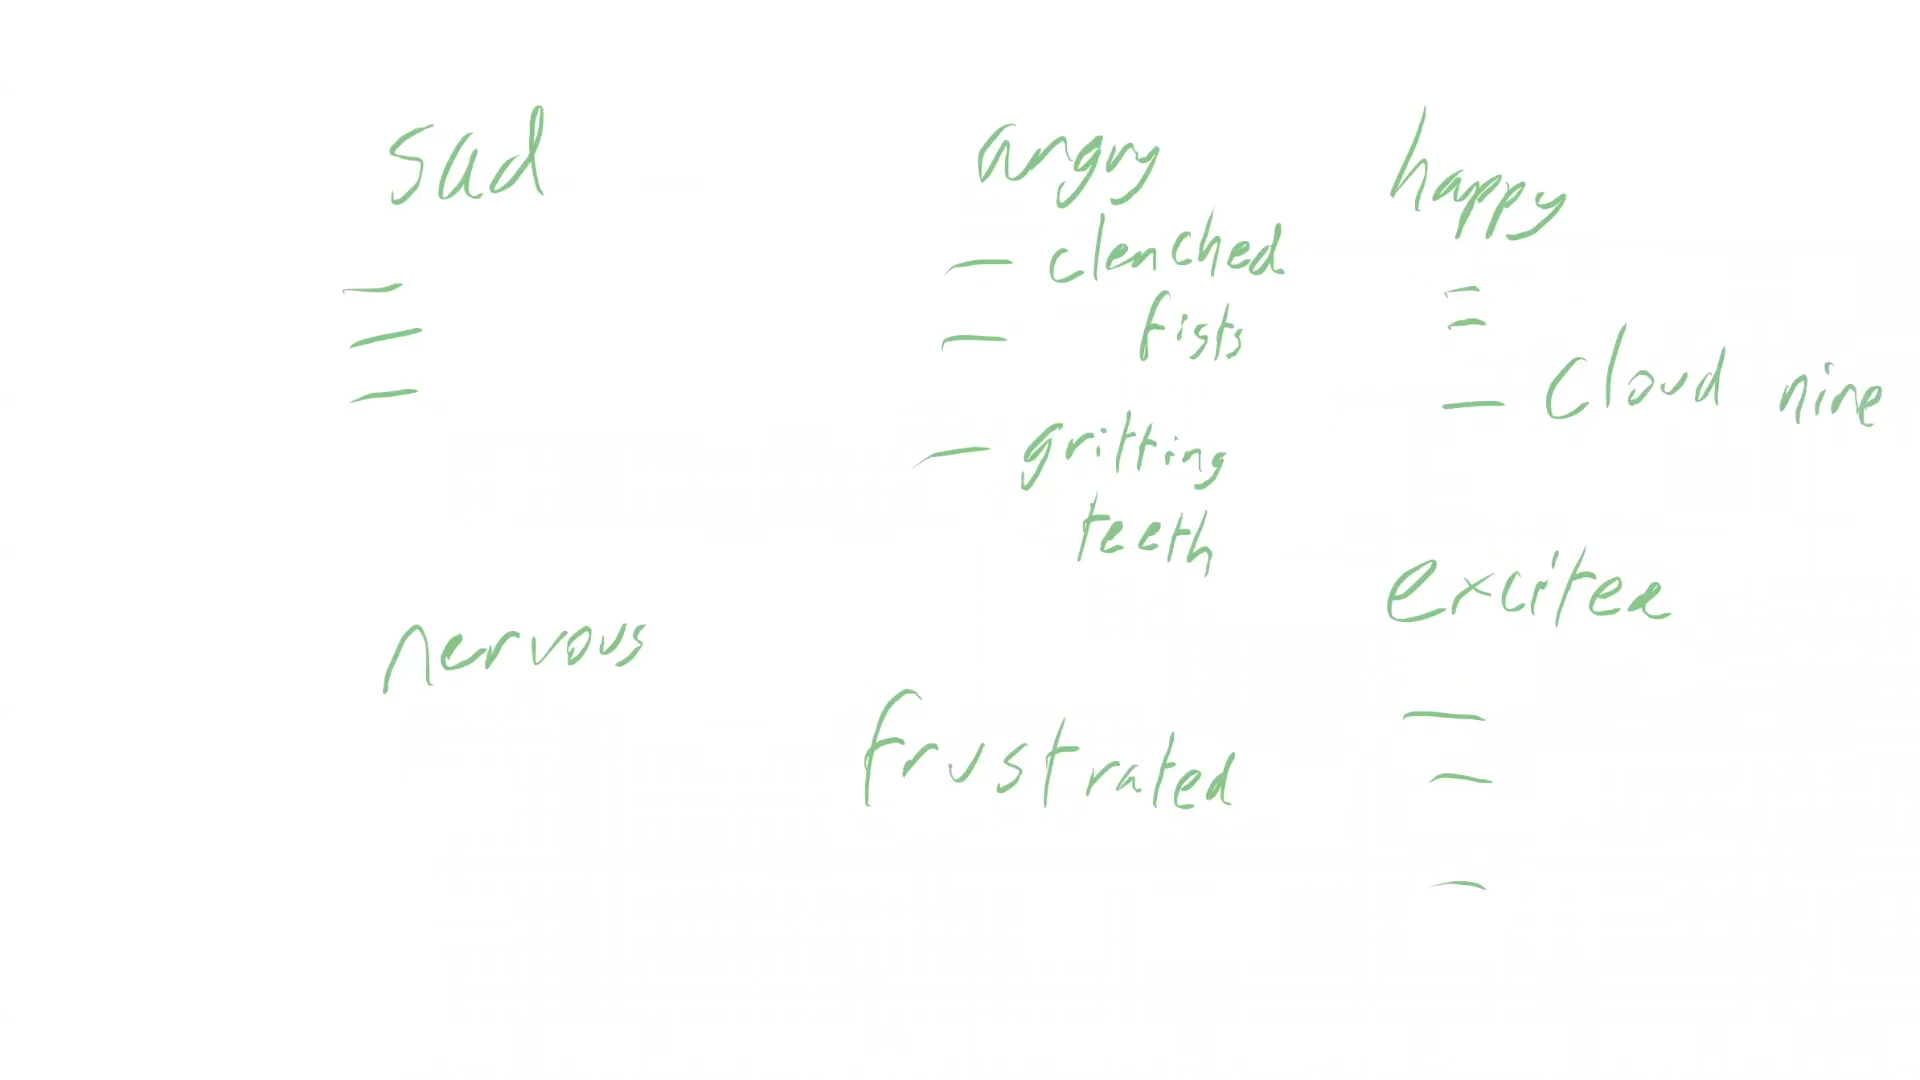 sad
angry
happy
- clenched
fists
- cloud nine
- gritting
teeth
excited
nervous
frustrated